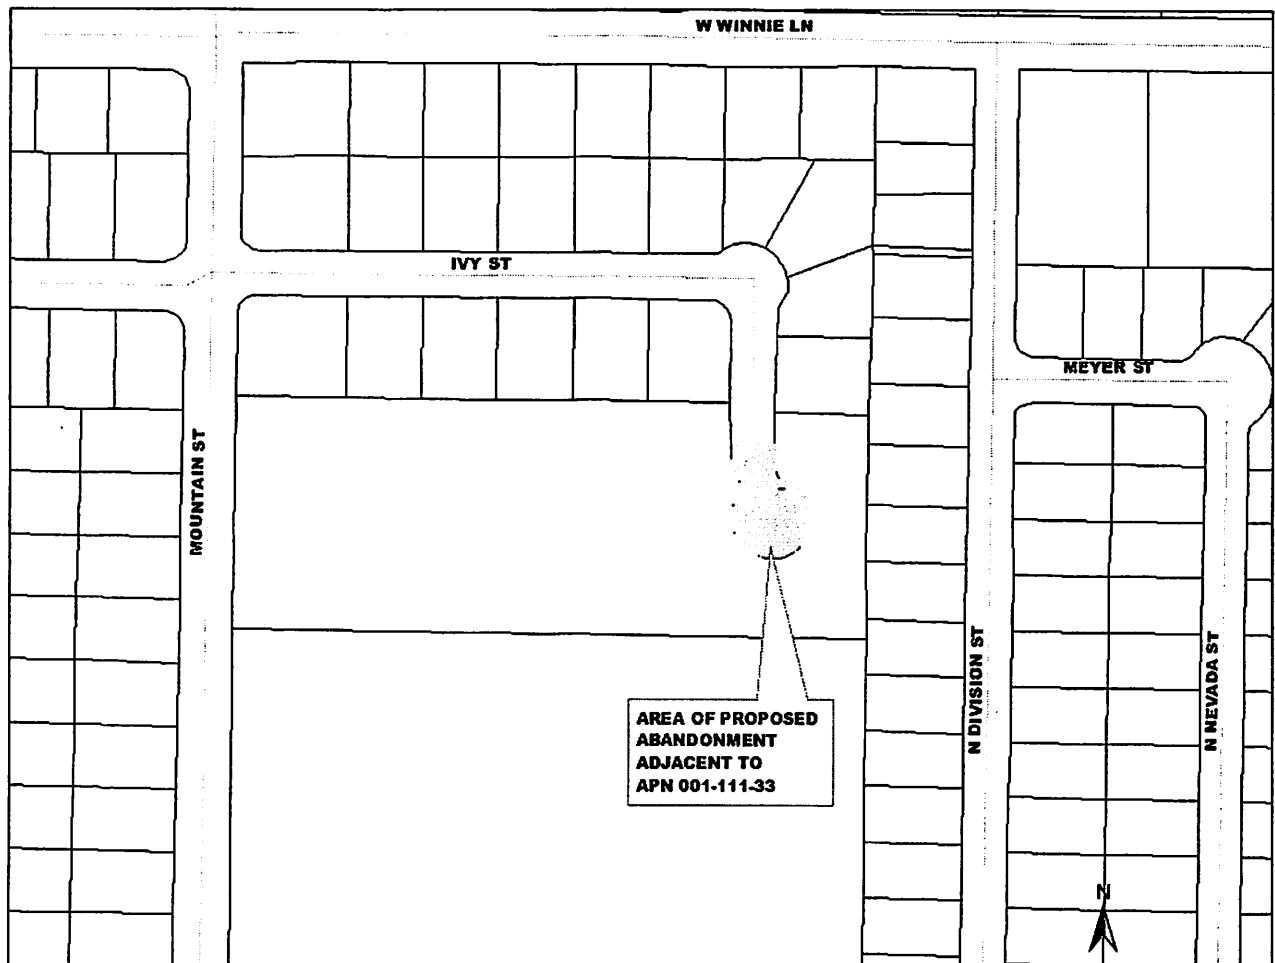 W WINNIE LN
IVY ST
MEYER ST
MOUNTAIN ST
N DIVISION ST
N NEVADA ST
AREA OF PROPOSED
ABANDONMENT
ADJACENT TO
APN 001-111-33
N